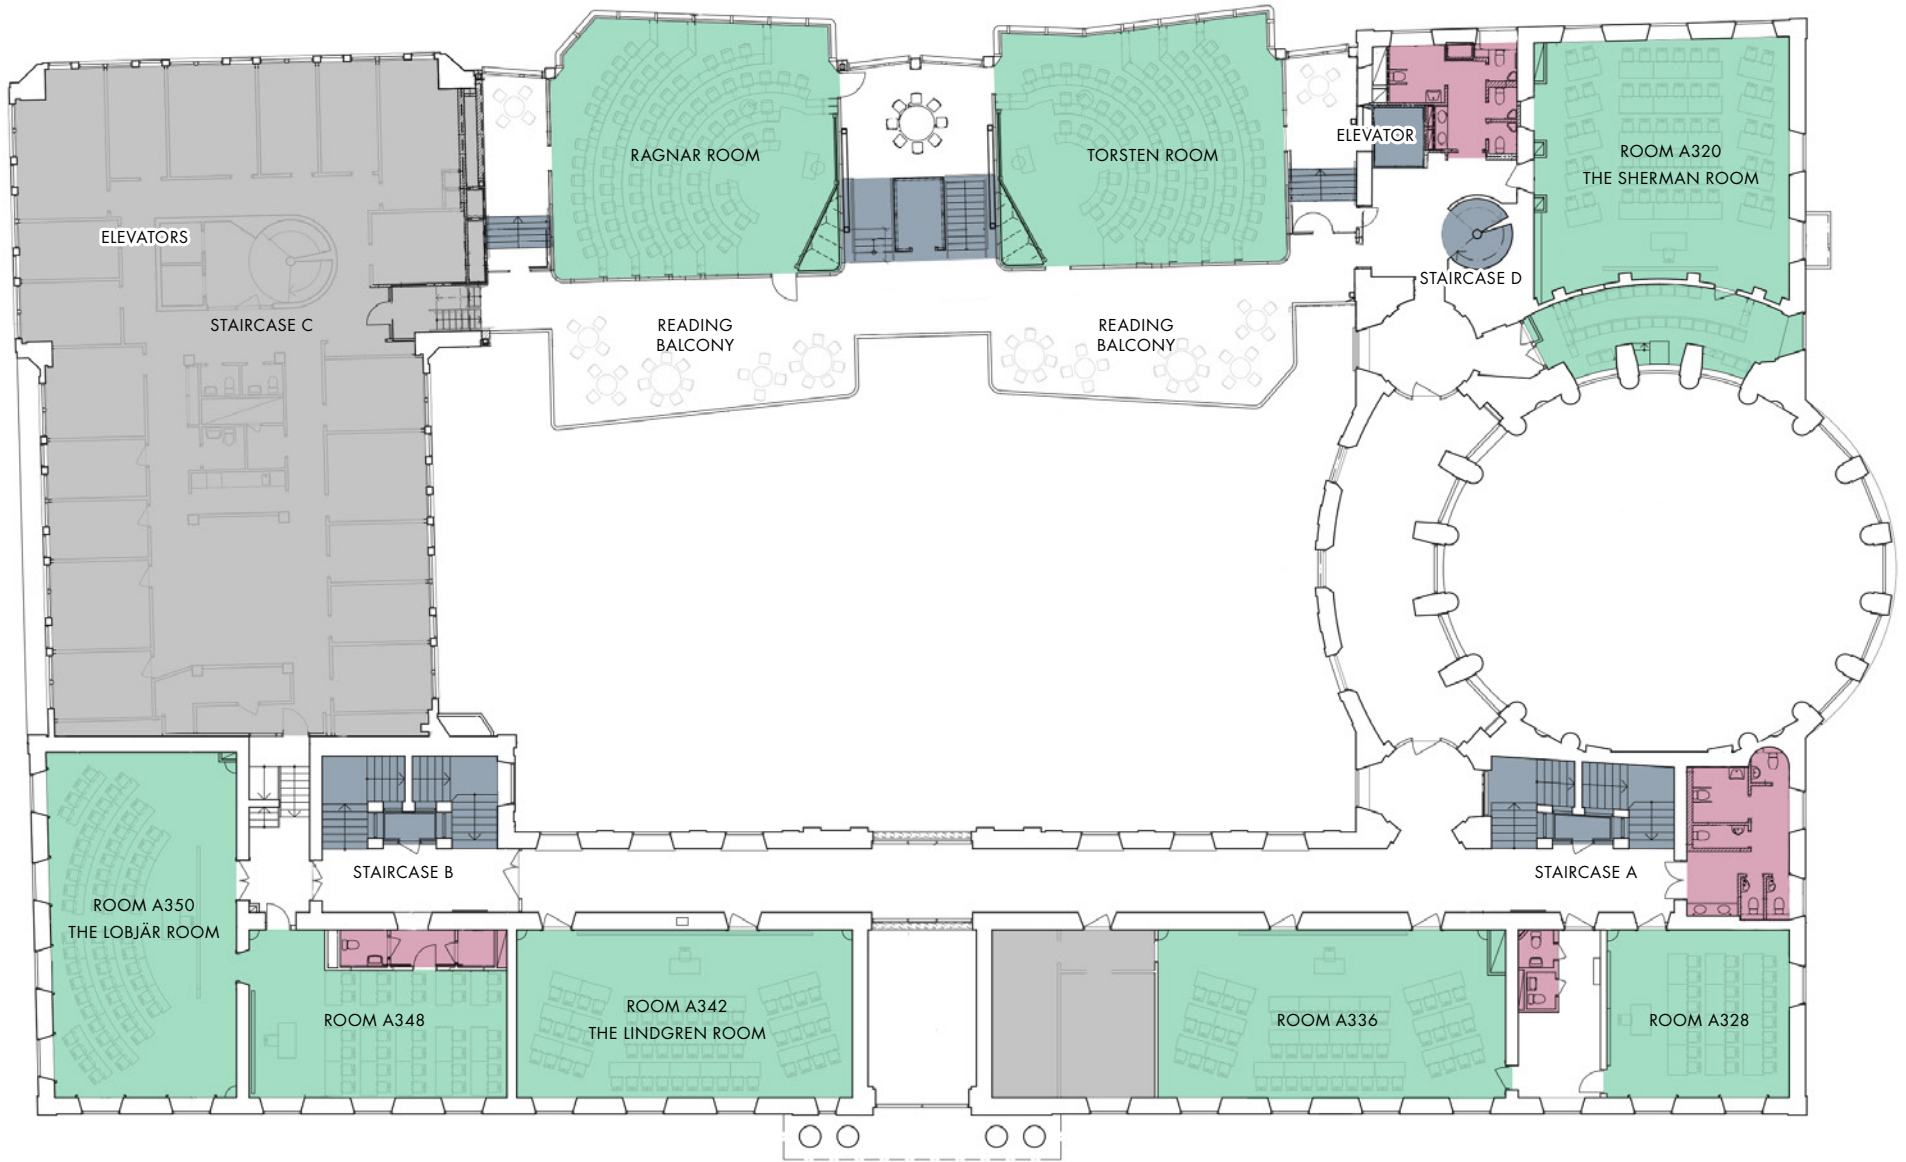 RAGNAR ROOM
TORSTEN ROOM
ELEVATOR
ROOM A320
THE SHERMAN ROOM
ELEVATORS
STAIRCASE C
STAIRCASE D
READING
BALCONY
READING
BALCONY
STAIRCASE B
STAIRCASE A
ROOM A350
THE LOBJÄR ROOM
ROOM A348
ROOM A342
THE LINDGREN ROOM
ROOM A336
ROOM A328